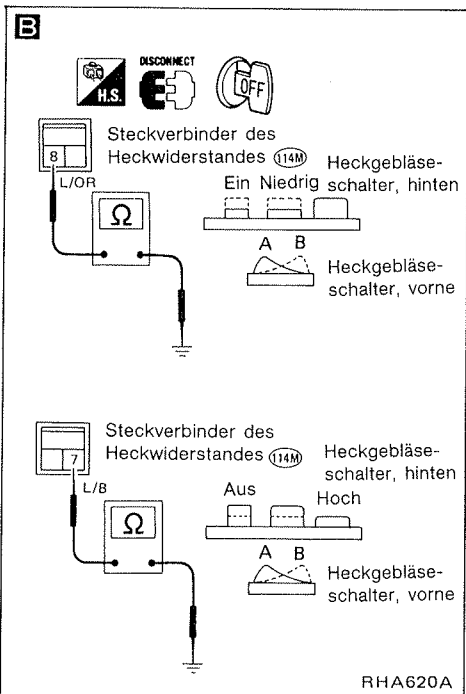 B
H.S.
DISCONNECT
OFF
Steckverbinder des
Heckwiderstandes 114M
8
L/OR
Ω
Ein Niedrig
Heckgebläse-
schalter, hinten
A B
Heckgebläse-
schalter, vorne
Steckverbinder des
Heckwiderstandes 114M
7
L/B
Ω
Aus
Heckgebläse-
schalter, hinten
Hoch
A B
Heckgebläse-
schalter, vorne
RHA620A